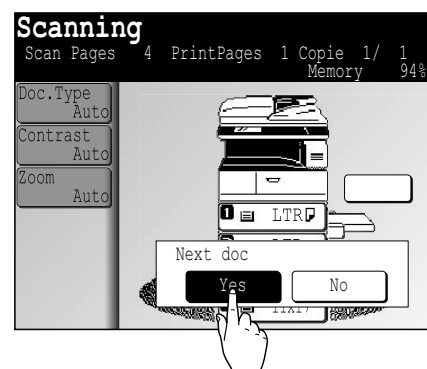 Scanning
Scan Pages 4 PrintPages 1 Copie 1/ 1
Memory 94%
Doc.Type
Auto
Contrast
Auto
Zoom
Auto
1 LTR
Next doc
Yes No